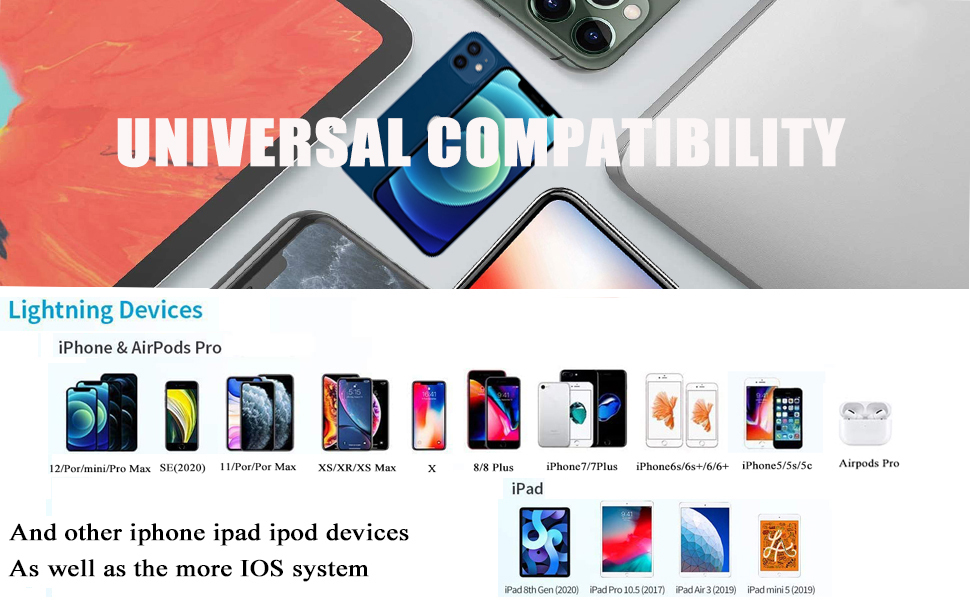 UNIVERSAL COMPATIBILITY
Lightning Devices
iPhone & AirPods Pro
12/Por/mini/Pro Max SE(2020) 11/Por/Por Max XS/XR/XS Max X 8/8 Plus iPhone7/7Plus iPhone6s/6s+/6/6+ iPhone5/5s/5c Airpods Pro
iPad
And other iphone ipad ipod devices
As well as the more IOS system
iPad 8th Gen (2020) iPad Pro 10.5 (2017) iPad Air 3 (2019) iPad mini 5 (2019)